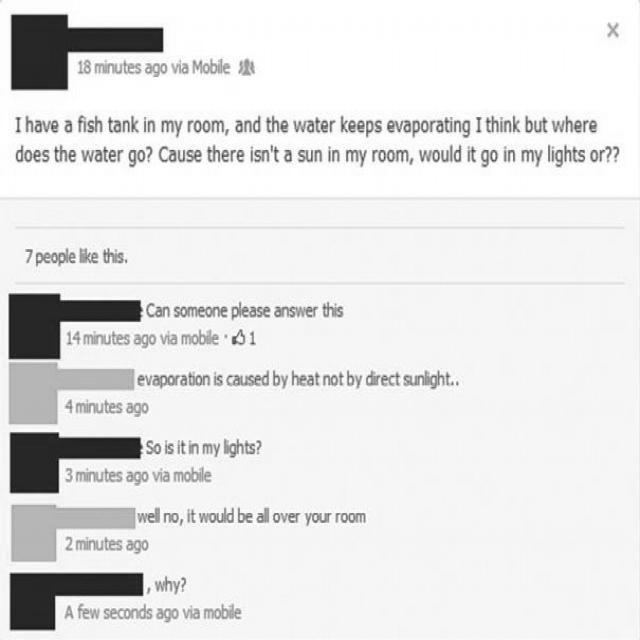 18 minutes ago via Mobile
I have a fish tank in my room, and the water keeps evaporating I think but where
does the water go? Cause there isn't a sun in my room, would it go in my lights or??
7 people like this.
Can someone please answer this
14 minutes ago via mobile · 1
evaporation is caused by heat not by direct sunlight..
4 minutes ago
So is it in my lights?
3 minutes ago via mobile
well no, it would be all over your room
2 minutes ago
, why?
A few seconds ago via mobile